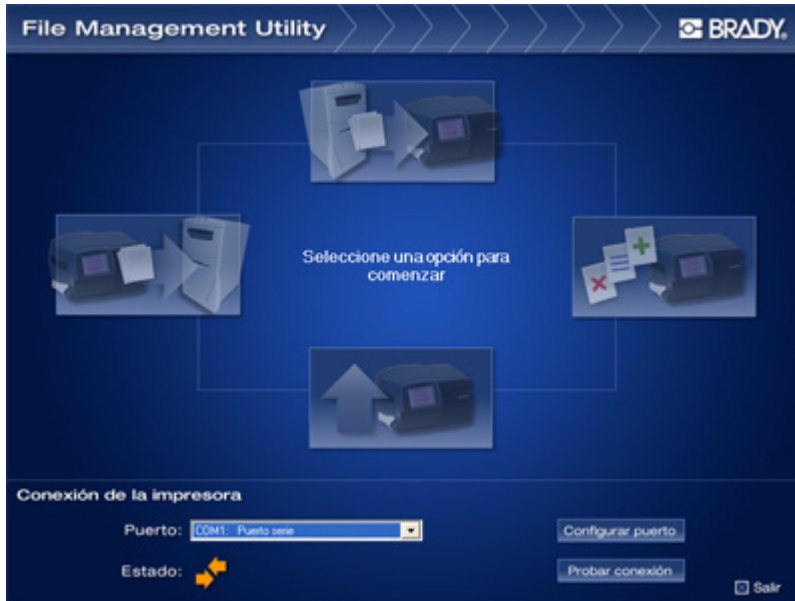 File Management Utility
BRADY.
Seleccione una opción para
comenzar
Conexión de la impresora
Puerto: COM1: Puerto serie
Configurar puerto
Estado:
Probar conexión
Salir